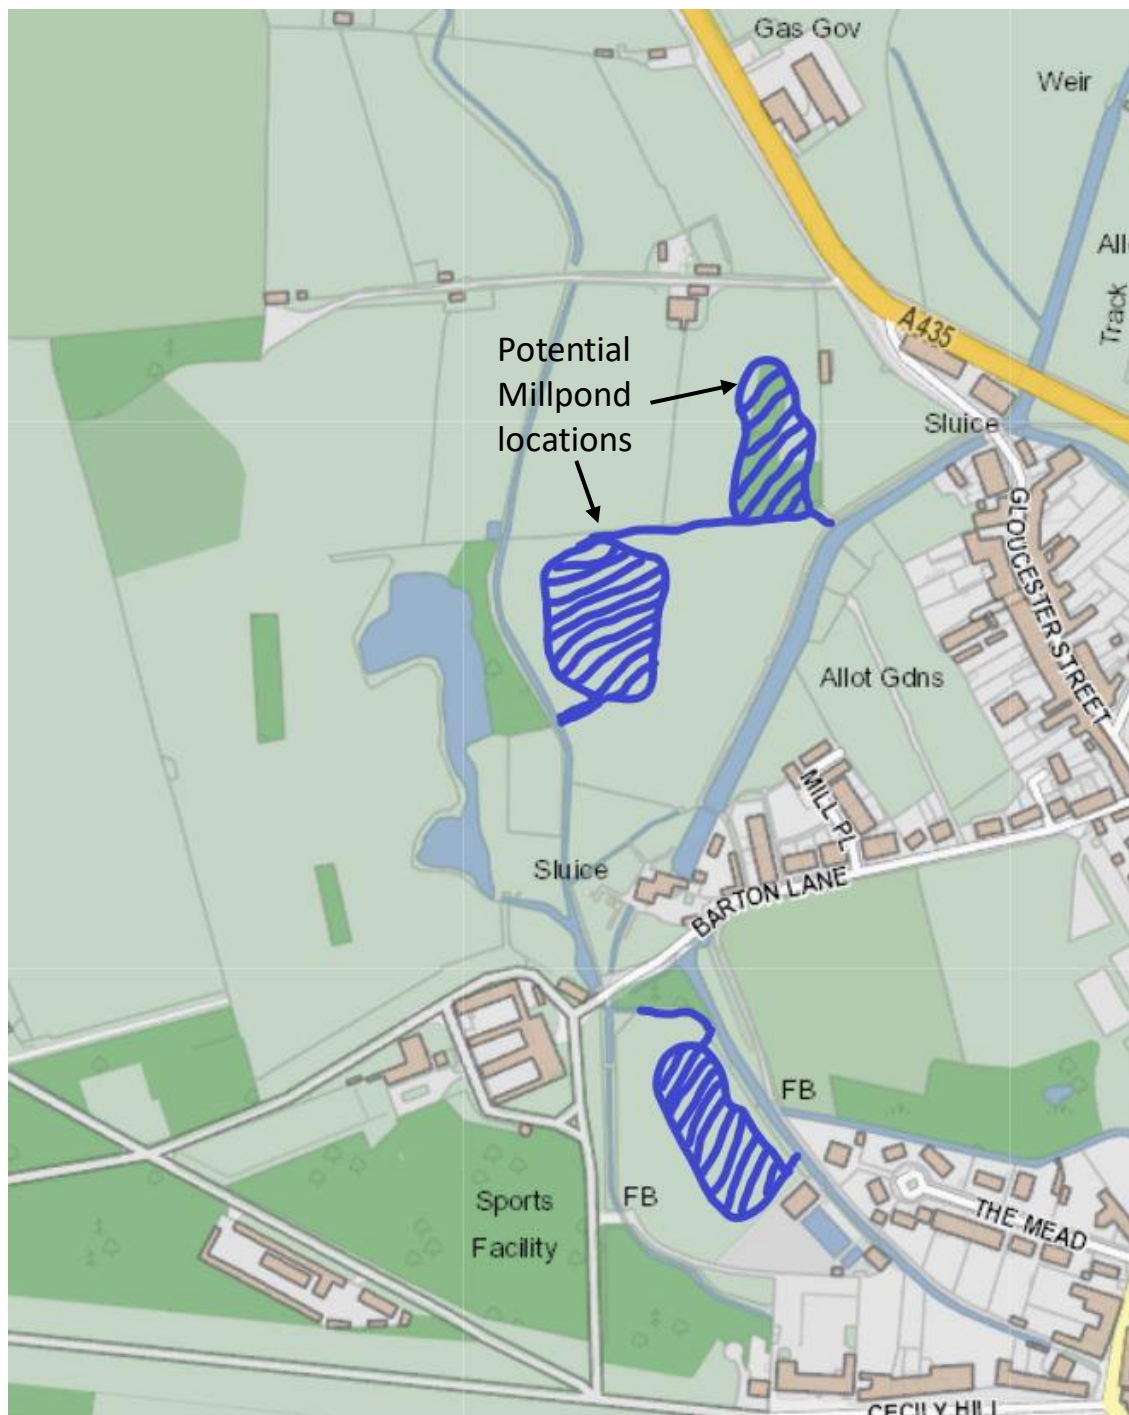 Gas Gov
Weir
All
Track
A 435
Potential
Millpond
locations
Sluice
GLOUCESTER STREET
Allot Gdns
MILL PL
Sluice
BARTON LANE
FB
FB
Sports
Facility
THE MEAD
CECILY HILL